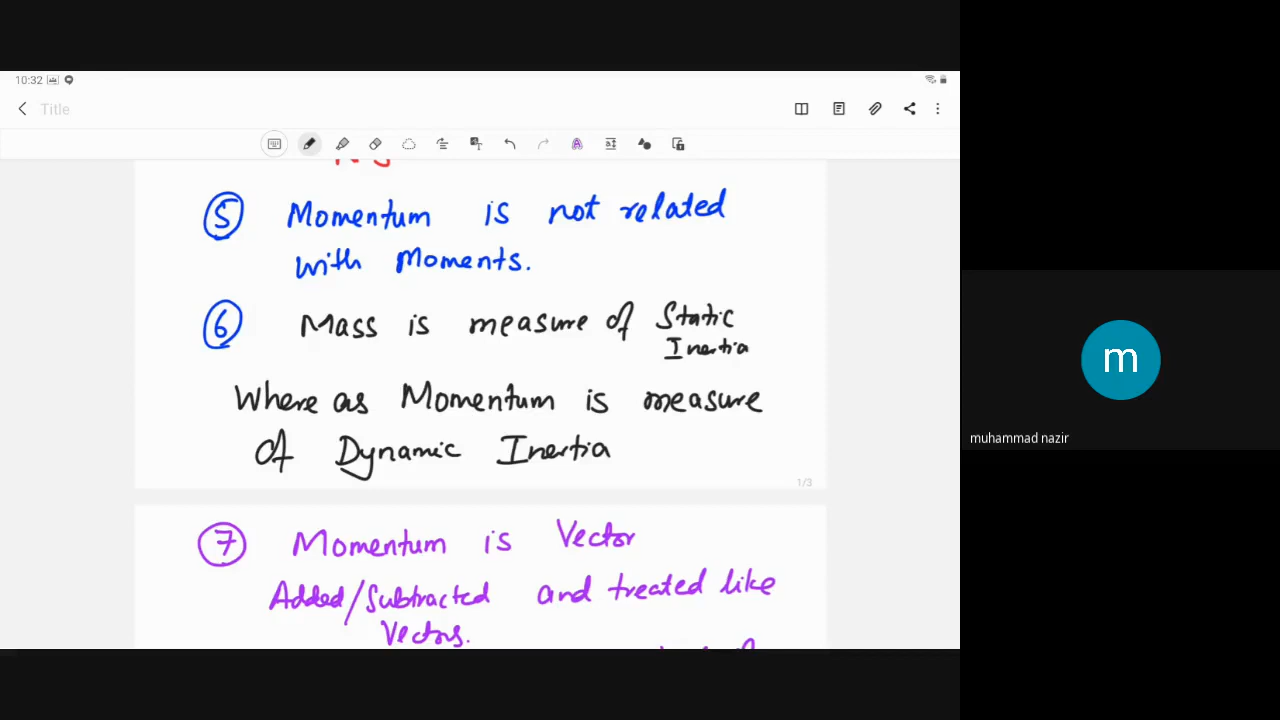 10:32
Title
5 Momentum is not related
with Moments.
6 Mass is measure of Static
Inertia
Where as Momentum is measure
of Dynamic Inertia
1/3
7 Momentum is Vector
Added/Subtracted and treated like
Vectors.
m
muhammad nazir